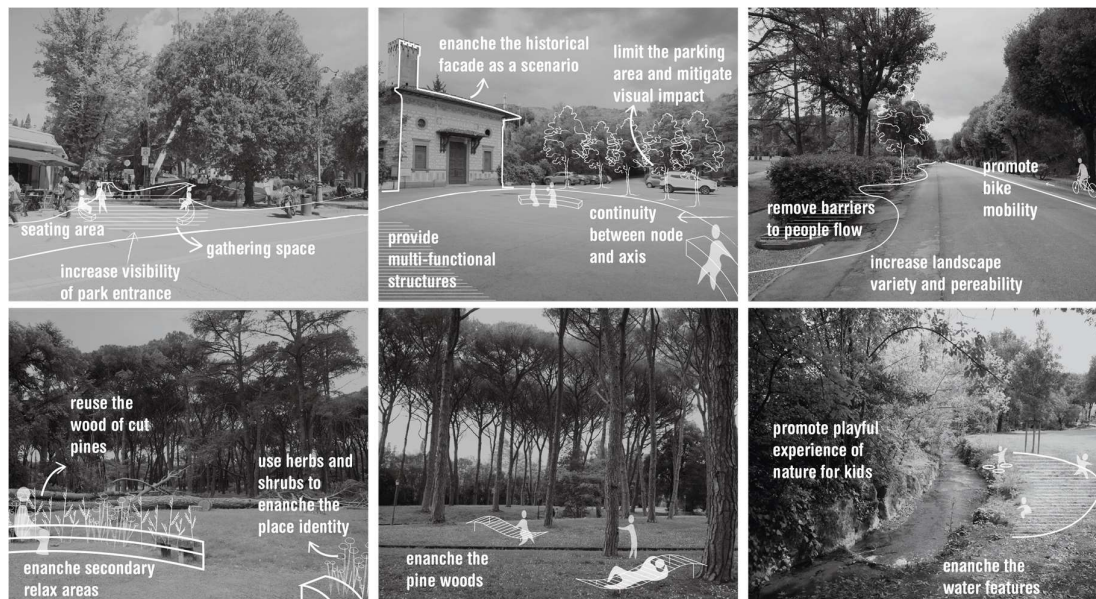 seating area
gathering space
increase visibility
of park entrance
enanche the historical
facade as a scenario
limit the parking
area and mitigate
visual impact
provide
multi-functional
structures
continuity
between node
and axis
remove barriers
to people flow
promote
bike
mobility
increase landscape
variety and pereability
reuse the
wood of cut
pines
use herbs and
shrubs to
enanche the
place identity
enanche secondary
relax areas
enanche the
pine woods
promote playful
experience of
nature for kids
enanche the
water features